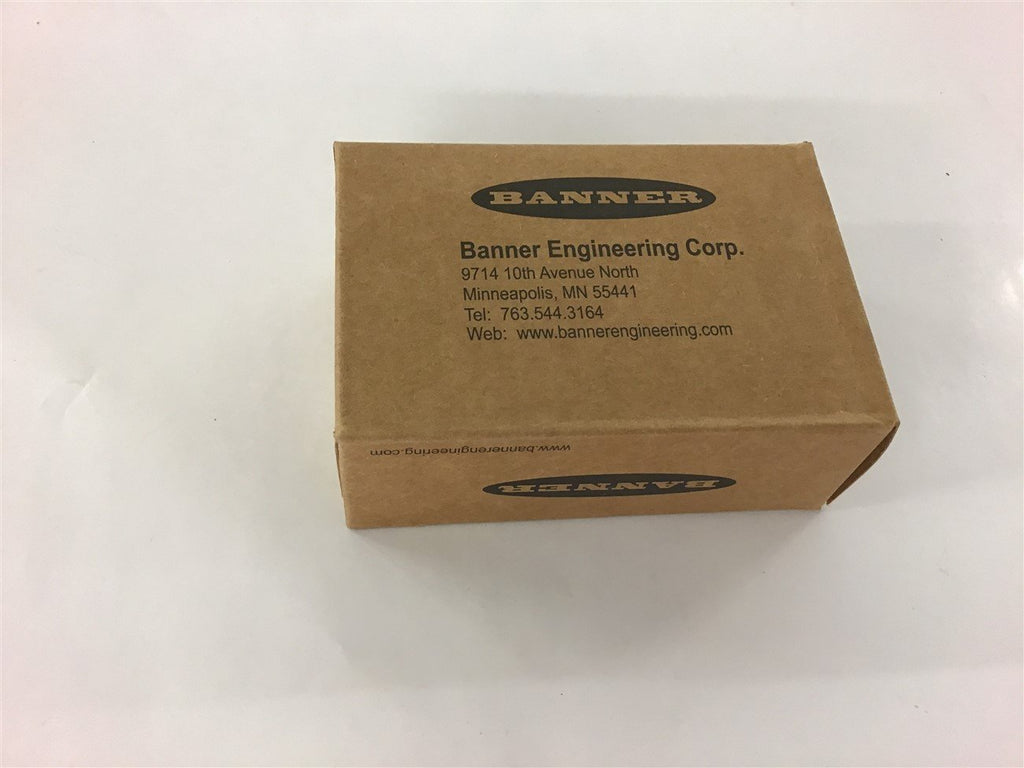 BANNER
Banner Engineering Corp.
9714 10th Avenue North
Minneapolis, MN 55441
Tel: 763.544.3164
Web: www.bannerengineering.com
www.bannerengineering.com
BANNER